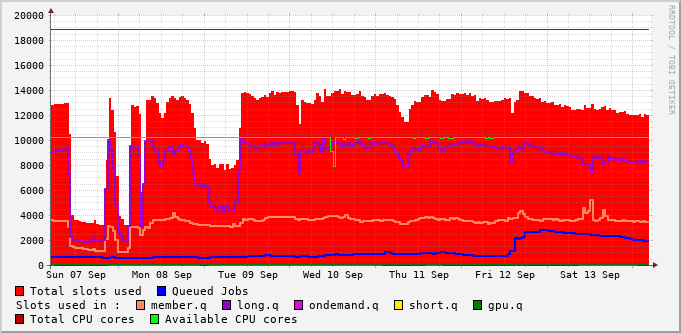 RRDTOOL / TOBI OETIKER
20000
18000
16000
14000
12000
10000
8000
6000
4000
2000
0
Sun 07 Sep Mon 08 Sep Tue 09 Sep Wed 10 Sep Thu 11 Sep Fri 12 Sep Sat 13 Sep
Total slots used Queued Jobs
Slots used in : member.q long.q ondemand.q short.q gpu.q
Total CPU cores Available CPU cores